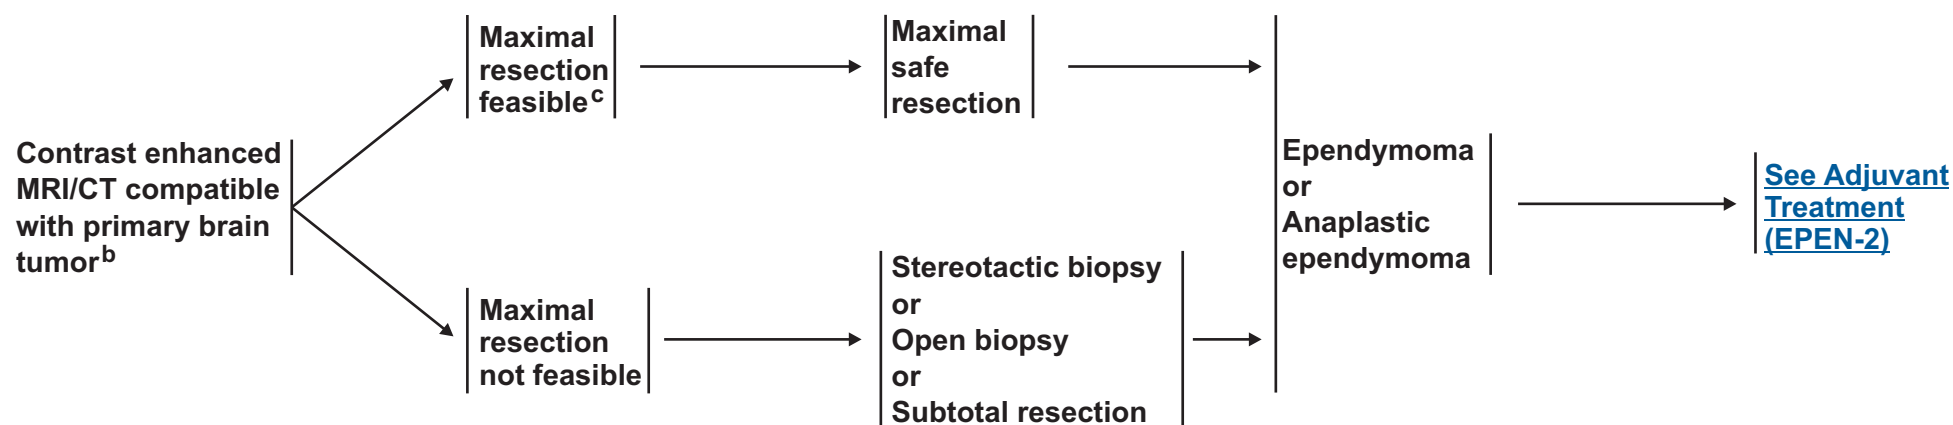 Contrast enhanced
MRI/CT compatible
with primary brain
tumorb
Maximal
resection
feasiblec
Maximal
safe
resection
Maximal
resection
not feasible
Stereotactic biopsy
or
Open biopsy
or
Subtotal resection
Ependymoma
or
Anaplastic
ependymoma
See Adjuvant
Treatment
(EPEN-2)